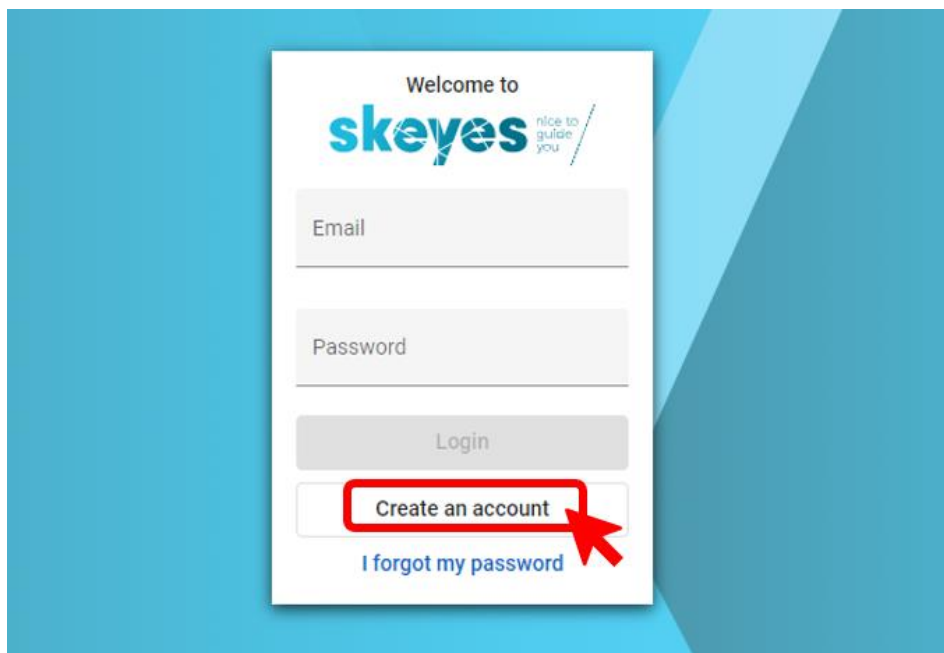 Welcome to
skeyes
nice to
guide
you
Email
Password
Login
Create an account
I forgot my password